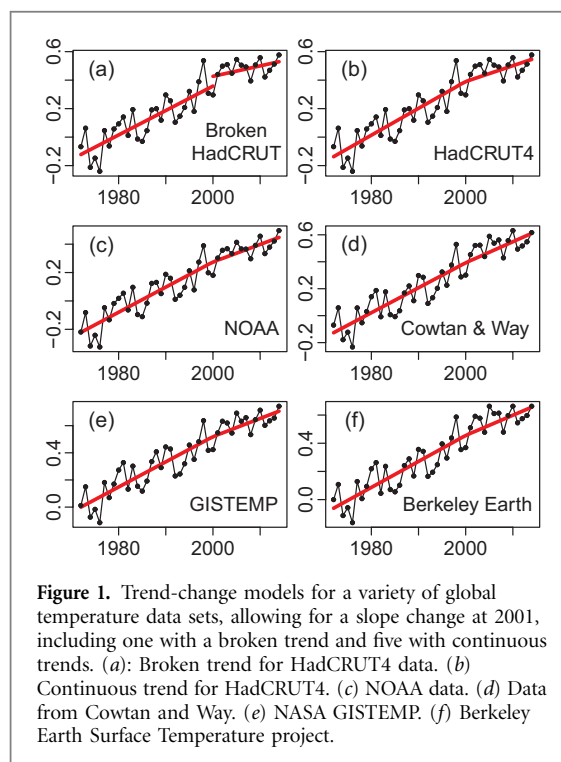 0.6
0.2
−0.2
(a)
Broken
HadCRUT
1980
2000
0.6
0.2
−0.2
(b)
HadCRUT4
1980
2000
0.2
−0.2
(c)
NOAA
1980
2000
0.6
0.2
−0.2
(d)
Cowtan & Way
1980
2000
0.4
0.0
(e)
GISTEMP
1980
2000
0.4
0.0
(f)
Berkeley Earth
1980
2000
Figure 1. Trend-change models for a variety of global
temperature data sets, allowing for a slope change at 2001,
including one with a broken trend and five with continuous
trends. (a): Broken trend for HadCRUT4 data. (b)
Continuous trend for HadCRUT4. (c) NOAA data. (d) Data
from Cowtan and Way. (e) NASA GISTEMP. (f) Berkeley
Earth Surface Temperature project.